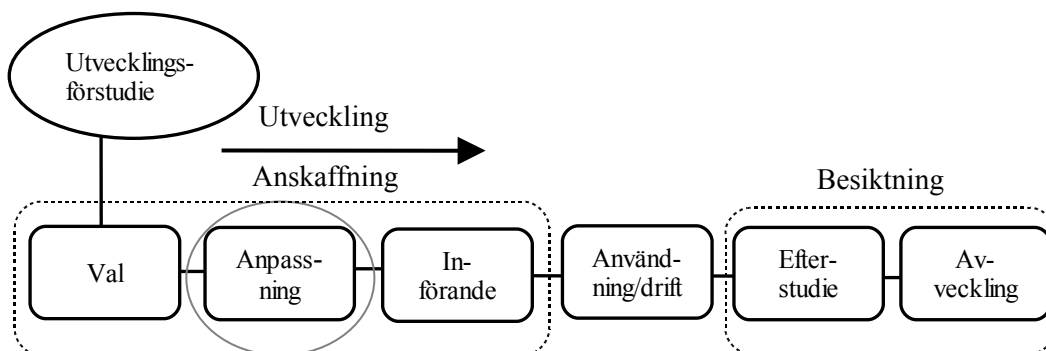 Utvecklings-
förstudie
Utveckling
Anskaffning
Besiktning
Val
Anpass-
ning
In-
förande
Använd-
ning/drift
Efter-
studie
Av-
veckling